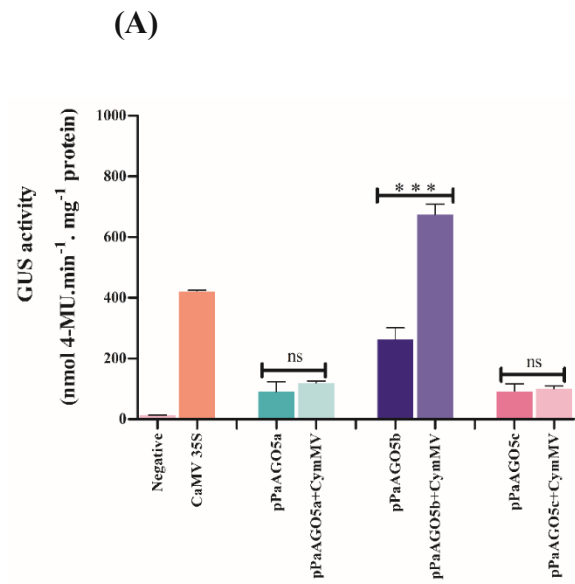 (A)
GUS activity
(nmol 4-MU.min⁻¹. mg⁻¹ protein)
1000
800
600
400
200
0
ns
***
ns
Negative
CaMV 35S
pPaAGO5a
pPaAGO5a+CymMV
pPaAGO5b
pPaAGO5b+CymMV
pPaAGO5c
pPaAGO5c+CymMV